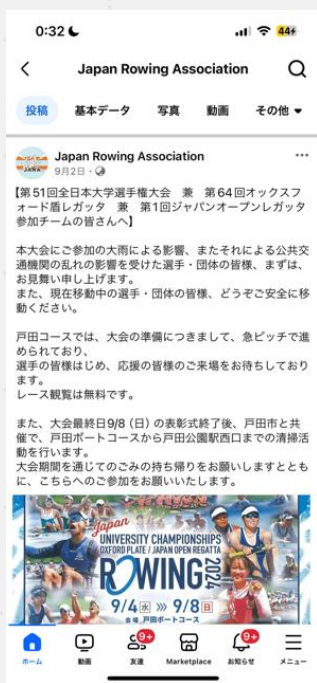 0:32
44
Japan Rowing Association
投稿 基本データ 写真 動画 その他
Japan Rowing Association
9月2日
【第51回全日本大学選手権大会 兼 第64回オックスフ
ォード盾レガッタ 兼 第1回ジャパンオープンレガッタ
参加チームの皆さんへ】
本大会にご参加の大雨による影響、またそれによる公共交
通機関の乱れの影響を受けた選手・団体の皆様、まずは、
お見舞い申し上げます。
また、現在移動中の選手・団体の皆様、どうぞご安全に移
動ください。
戸田コースでは、大会の準備につきまして、急ピッチで進
められており、
選手の皆様はじめ、応援の皆様のご来場をお待ちしており
ます。
レース観覧は無料です。
また、大会最終日9/8(日)の表彰式終了後、戸田市と共
催で、戸田ボートコースから戸田公園駅西口までの清掃活
動を行います。
大会期間を通じてのごみの持ち帰りをお願いしますととも
に、こちらへのご参加をお願いいたします。
Japan
UNIVERSITY CHAMPIONSHIPS
OXFORD PLATE / JAPAN OPEN REGATTA
ROWING 2024
9/4 水 >>> 9/8 日
会場 戸田ボートコース
9+ 9+
ホーム 動画 友達 Marketplace お知らせ メニュー